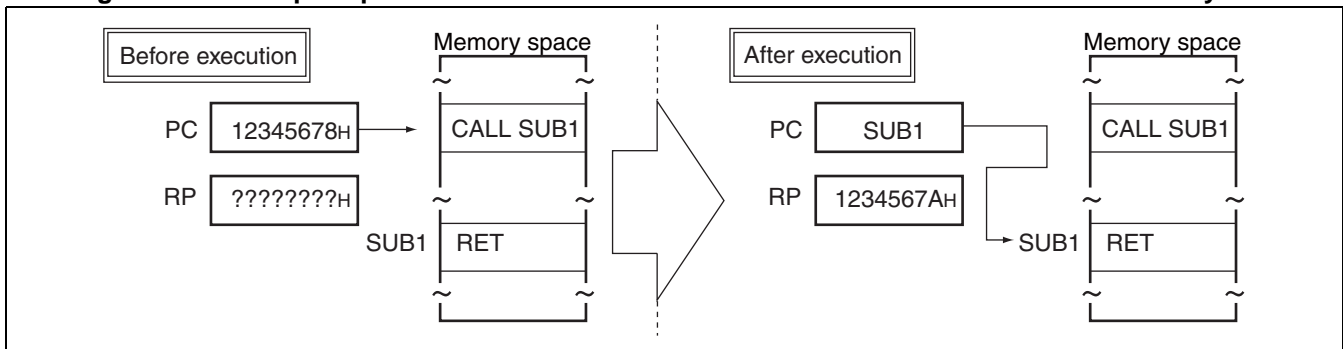 Before execution
Memory space
PC 12345678H
CALL SUB1
RP ????????H
SUB1 RET
After execution
Memory space
PC SUB1
CALL SUB1
RP 1234567AH
SUB1 RET